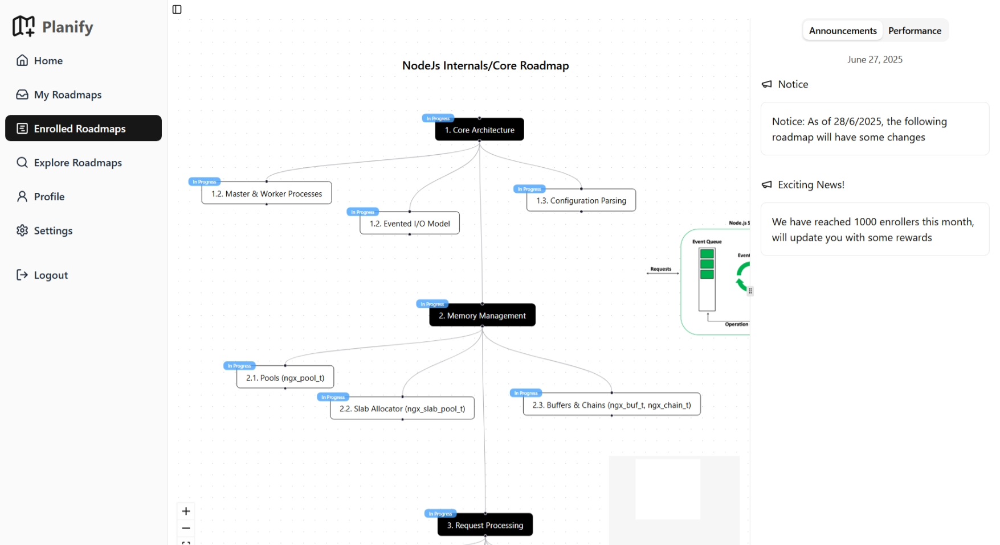 Planify
Home
My Roadmaps
Enrolled Roadmaps
Explore Roadmaps
Profile
Settings
Logout
NodeJs Internals/Core Roadmap
In Progress
1. Core Architecture
In Progress
1.2. Master & Worker Processes
In Progress
1.2. Evented I/O Model
In Progress
1.3. Configuration Parsing
Node.js S
Event Queue
Event
Requests
Operation
In Progress
2. Memory Management
In Progress
2.1. Pools (ngx_pool_t)
In Progress
2.2. Slab Allocator (ngx_slab_pool_t)
In Progress
2.3. Buffers & Chains (ngx_buf_t, ngx_chain_t)
In Progress
3. Request Processing
Announcements
Performance
June 27, 2025
Notice
Notice: As of 28/6/2025, the following
roadmap will have some changes
Exciting News!
We have reached 1000 enrollers this month,
will update you with some rewards